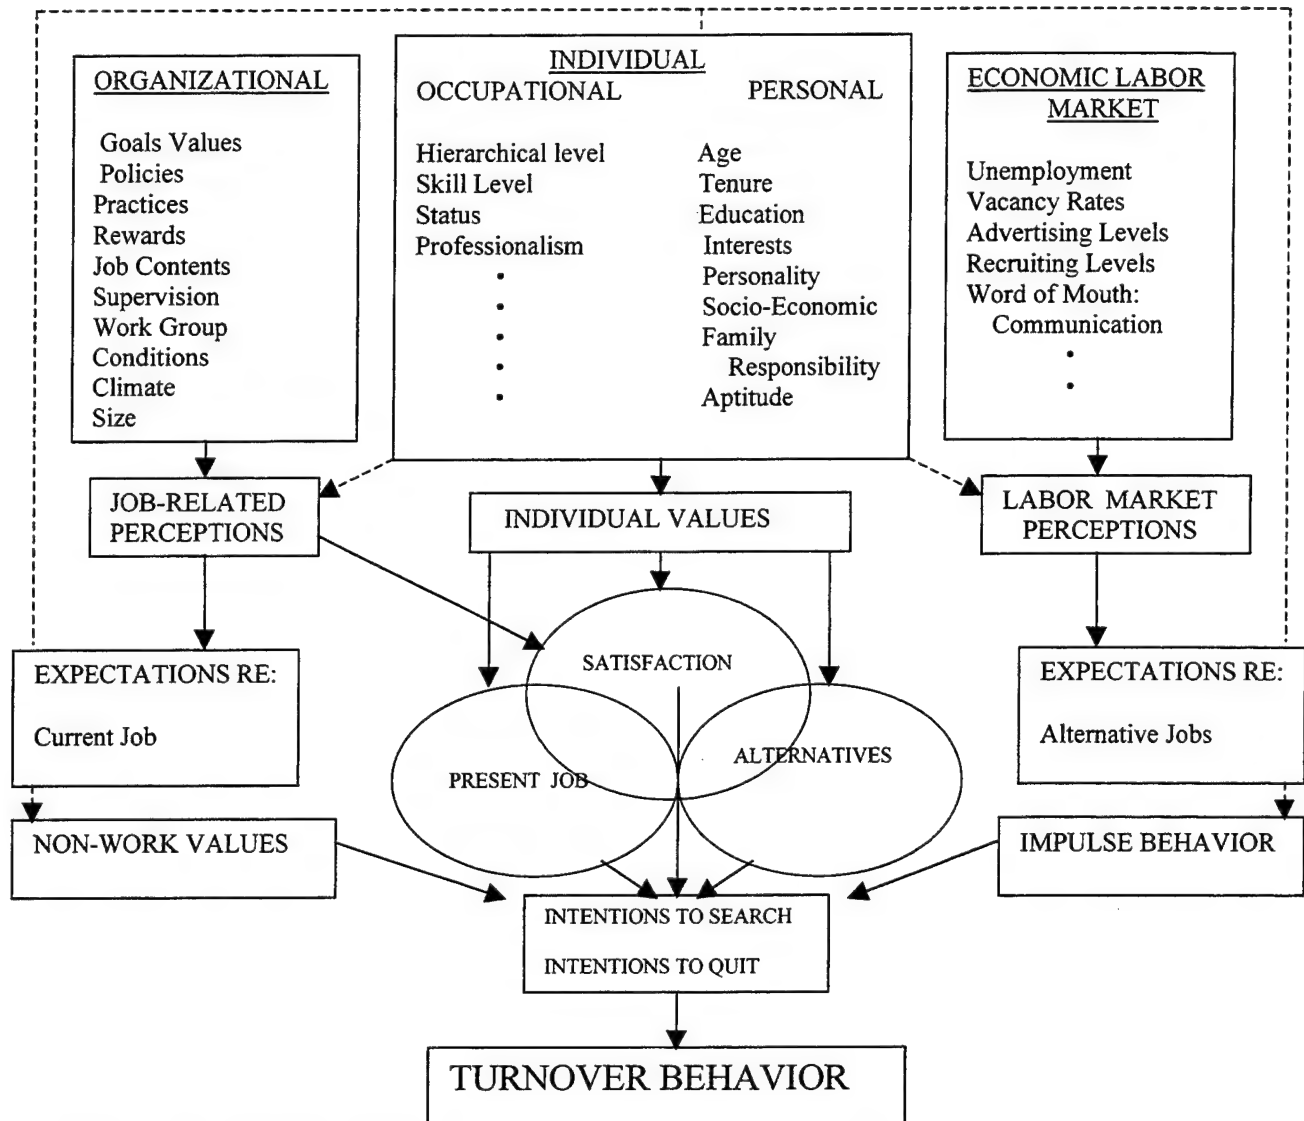 ORGANIZATIONAL
Goals Values
Policies
Practices
Rewards
Job Contents
Supervision
Work Group
Conditions
Climate
Size
INDIVIDUAL
OCCUPATIONAL PERSONAL
Hierarchical level Age
Skill Level Tenure
Status Education
Professionalism Interests
• Personality
• Socio-Economic
• Family
• Responsibility
• Aptitude
ECONOMIC LABOR
MARKET
Unemployment
Vacancy Rates
Advertising Levels
Recruiting Levels
Word of Mouth:
Communication
•
•
JOB-RELATED
PERCEPTIONS
INDIVIDUAL VALUES
LABOR MARKET
PERCEPTIONS
EXPECTATIONS RE:
Current Job
SATISFACTION
PRESENT JOB
ALTERNATIVES
EXPECTATIONS RE:
Alternative Jobs
NON-WORK VALUES
IMPULSE BEHAVIOR
INTENTIONS TO SEARCH
INTENTIONS TO QUIT
TURNOVER BEHAVIOR